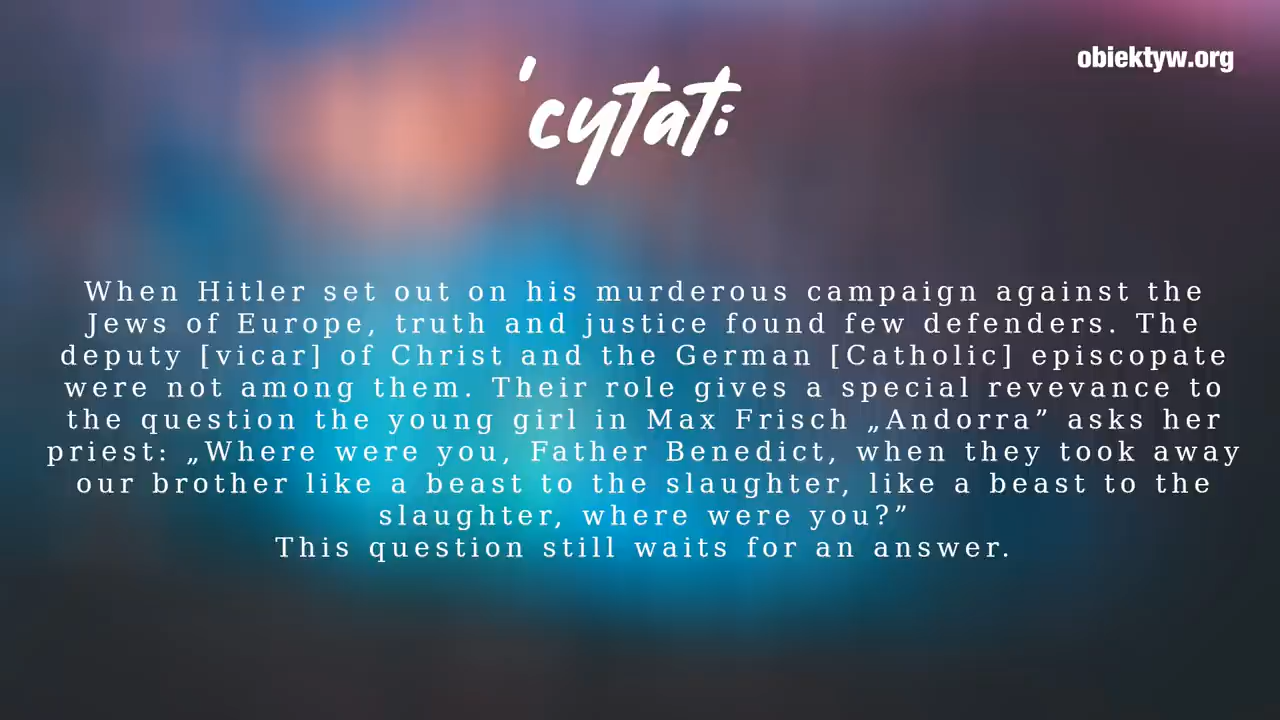 obiektyw.org
'cytat:
When Hitler set out on his murderous campaign against the
Jews of Europe, truth and justice found few defenders. The
deputy [vicar] of Christ and the German [Catholic] episcopate
were not among them. Their role gives a special revevance to
the question the young girl in Max Frisch „Andorra” asks her
priest: „Where were you, Father Benedict, when they took away
our brother like a beast to the slaughter, like a beast to the
slaughter, where were you?”
This question still waits for an answer.